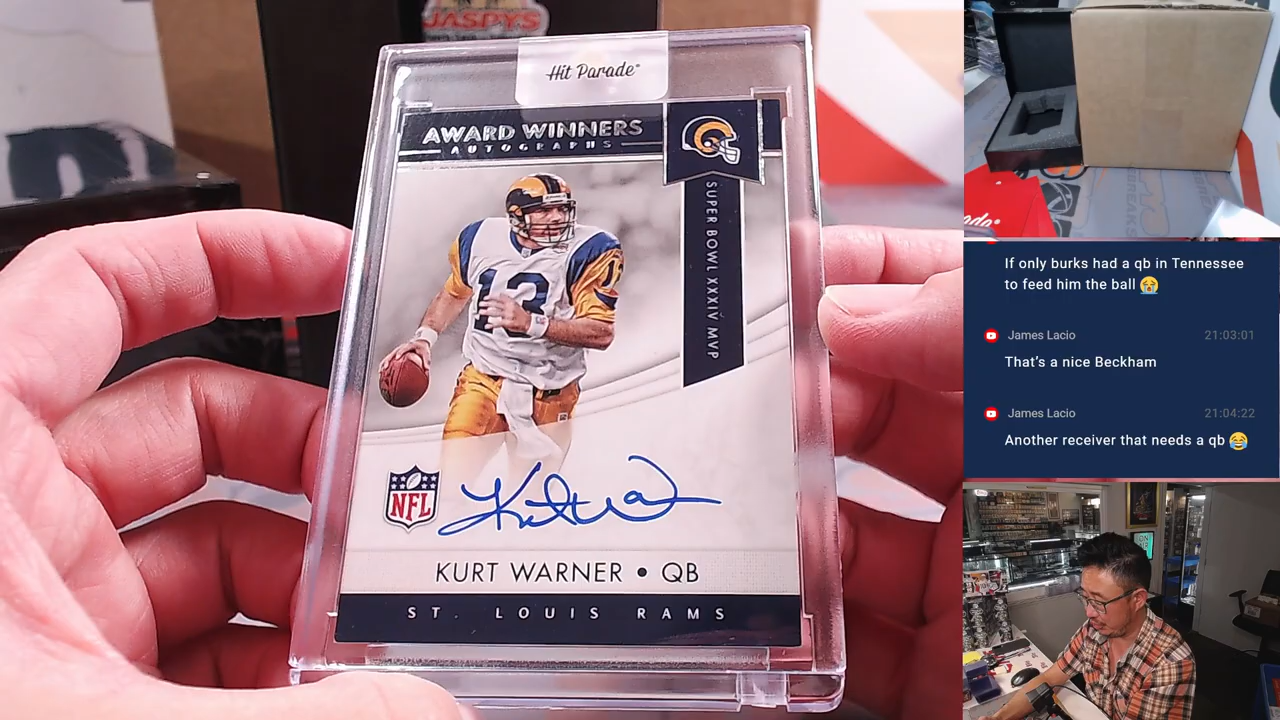 JASPYS
Hit Parade
AWARD WINNERS
AUTOGRAPHS
SUPER BOWL XXXIV MVP
13
NFL
KURT WARNER • QB
ST. LOUIS RAMS
If only burks had a qb in Tennessee
to feed him the ball 😭
James Lacio 21:03:01
That's a nice Beckham
James Lacio 21:04:22
Another receiver that needs a qb 😂